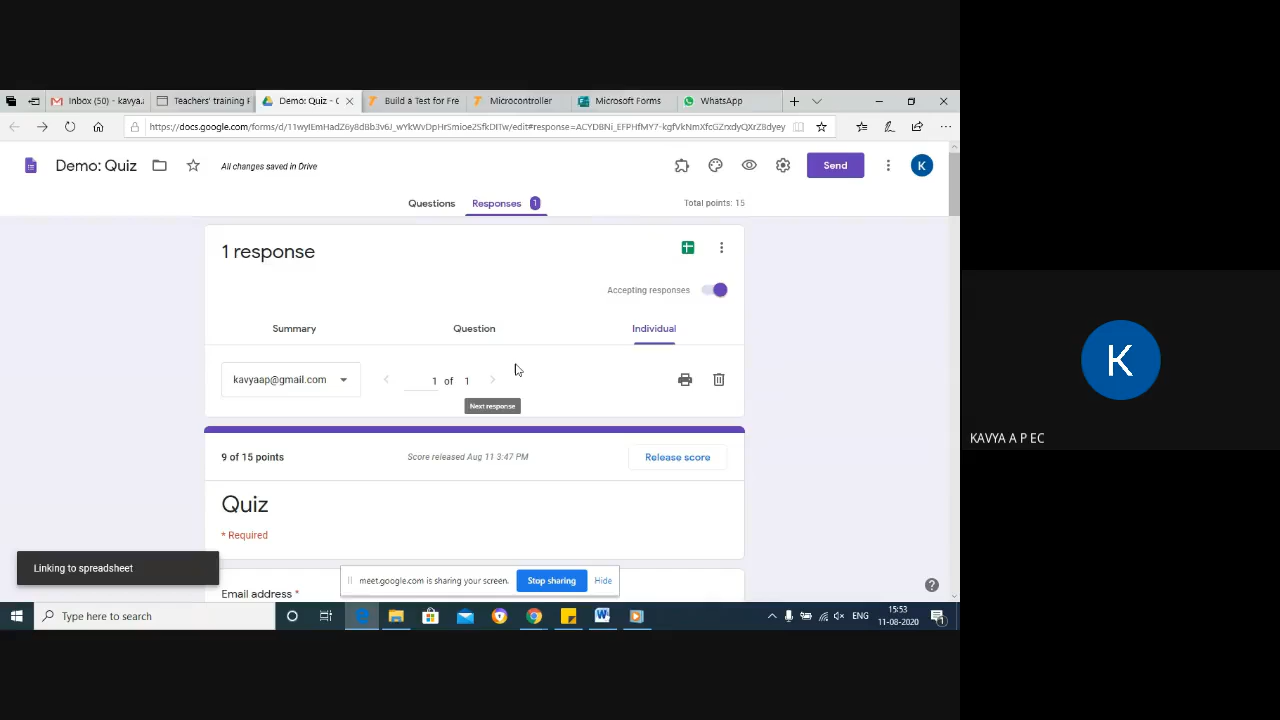 Inbox (50) - kavya.
Teachers' training F
Demo: Quiz - G
Build a Test for Fre
Microcontroller
Microsoft Forms
WhatsApp
Demo: Quiz
All changes saved in Drive
Send
K
Questions
Responses 1
Total points: 15
1 response
Accepting responses
Summary
Question
Individual
kavyaap@gmail.com
1 of 1
Next response
9 of 15 points
Score released Aug 11 3:47 PM
Release score
Quiz
* Required
Linking to spreadsheet
Email address *
meet.google.com is sharing your screen.
Stop sharing
Hide
Type here to search
ENG
15:53
11-08-2020
1
K
KAVYA A P EC